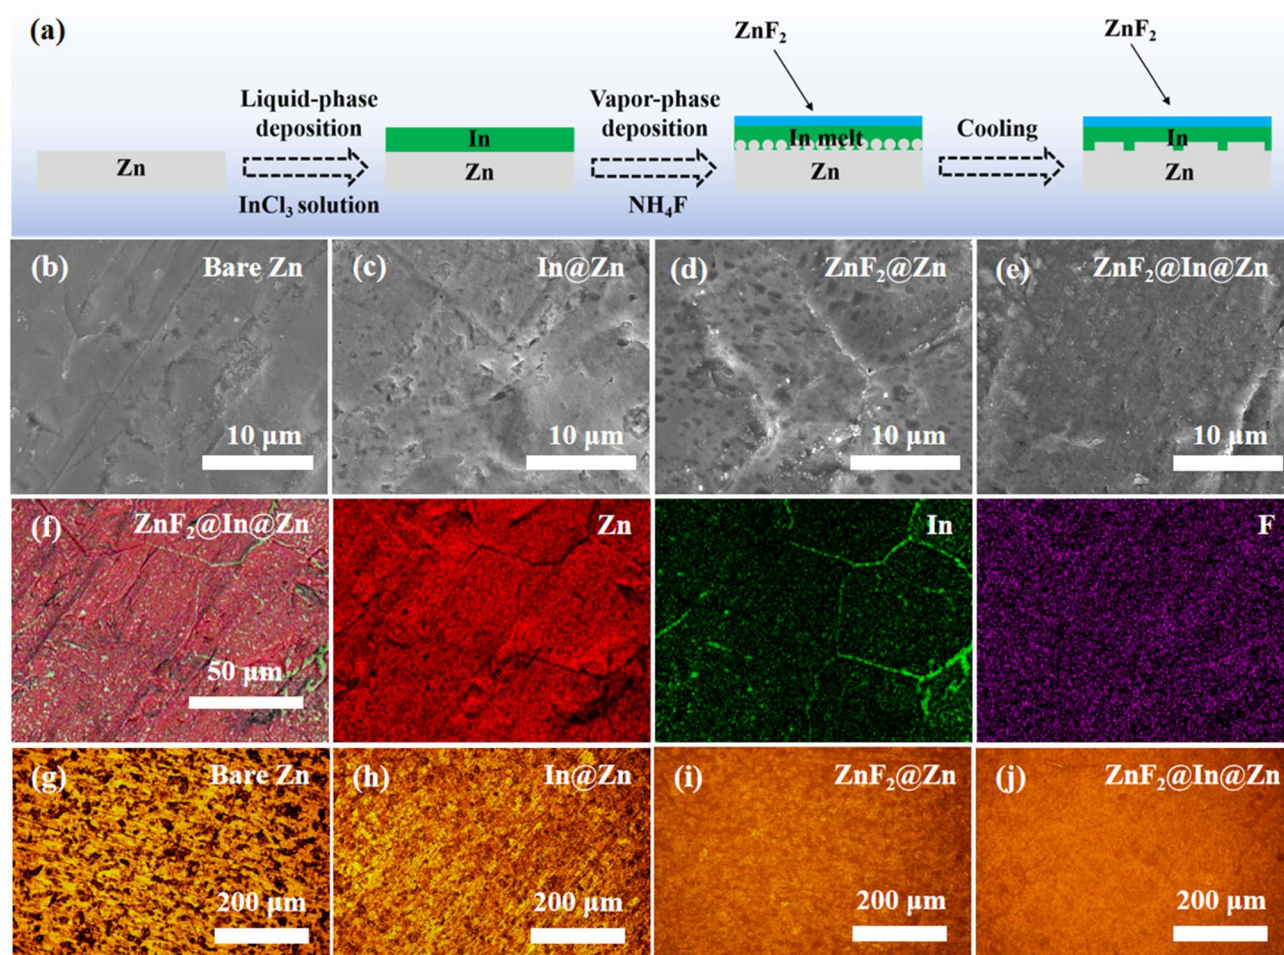 (a)
ZnF₂
ZnF₂
Liquid-phase
deposition
Vapor-phase
deposition
Cooling
In
In melt
In
Zn
Zn
Zn
Zn
InCl₃ solution
NH₄F
(b)
Bare Zn
10 μm
(c)
In@Zn
10 μm
(d)
ZnF₂@Zn
10 μm
(e)
ZnF₂@In@Zn
10 μm
(f)
ZnF₂@In@Zn
50 μm
Zn
In
F
(g)
Bare Zn
200 μm
(h)
In@Zn
200 μm
(i)
ZnF₂@Zn
200 μm
(j)
ZnF₂@In@Zn
200 μm